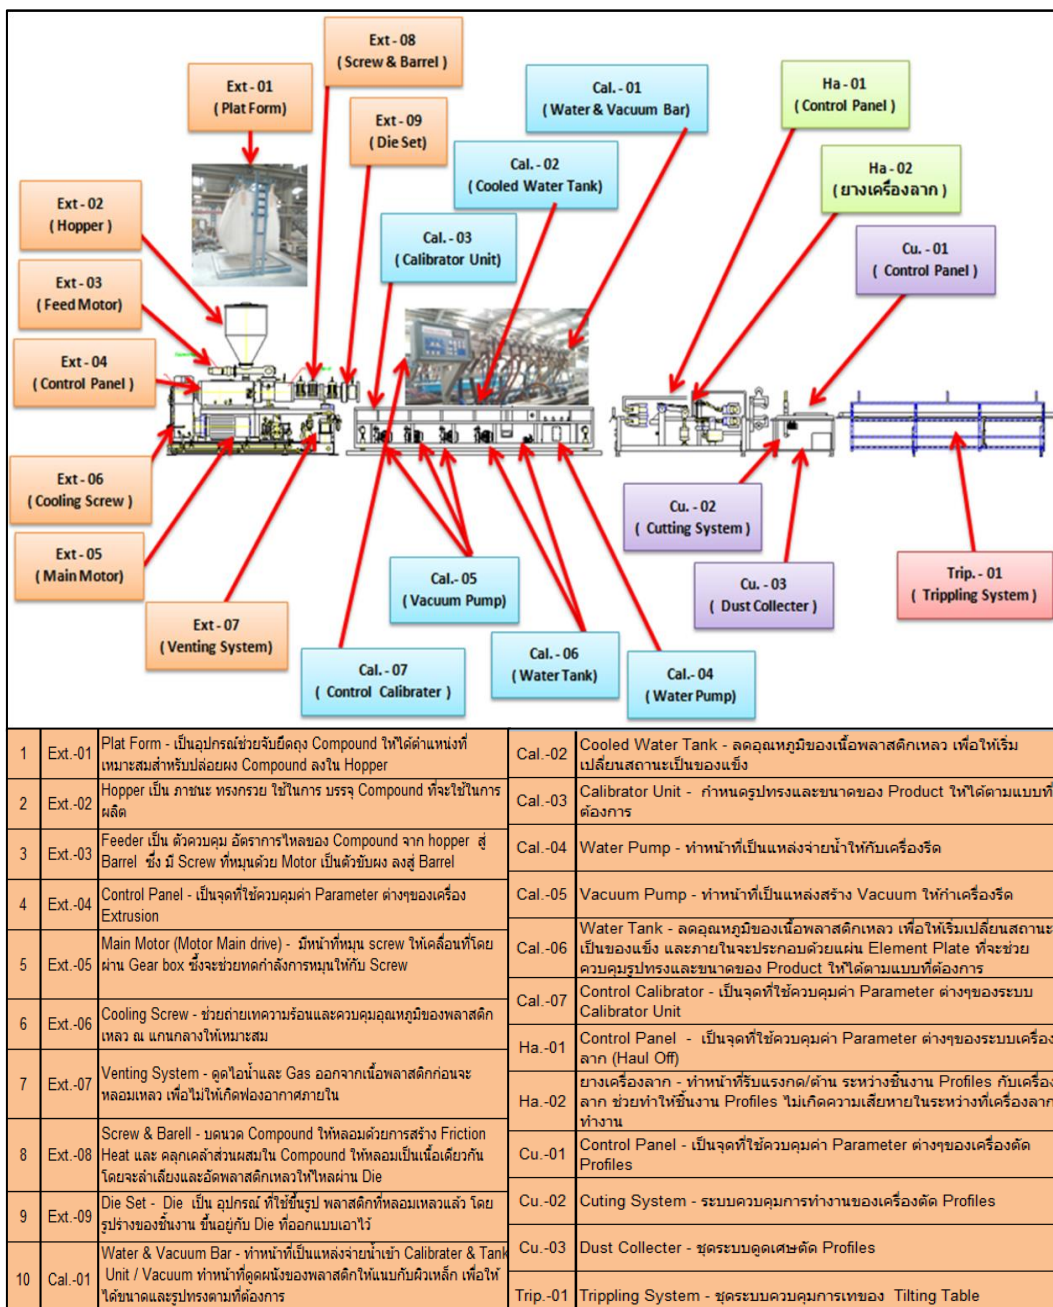 Ext - 08
( Screw & Barrel )
Ext - 01
( Plat Form)
Cal. - 01
( Water & Vacuum Bar)
Ha - 01
( Control Panel )
Ext - 09
( Die Set)
Cal. - 02
( Cooled Water Tank)
Ha - 02
( ยางเครื่องลาก )
Ext - 02
( Hopper )
Cal. - 03
( Calibrator Unit)
Cu. - 01
( Control Panel )
Ext - 03
( Feed Motor)
Ext - 04
( Control Panel )
Ext - 06
( Cooling Screw )
Cu. - 02
( Cutting System )
Ext - 05
( Main Motor)
Cal.- 05
( Vacuum Pump)
Cu. - 03
( Dust Collecter )
Trip. - 01
( Trippling System )
Ext - 07
( Venting System)
Cal. - 07
( Control Calibrater )
Cal. - 06
( Water Tank)
Cal.- 04
( Water Pump)
1 Ext.-01 Plat Form - เป็นอุปกรณ์ช่วยจับยึดถุง Compound ให้ได้ตำแหน่งที่
เหมาะสมสำหรับปล่อยผง Compound ลงใน Hopper
2 Ext.-02 Hopper เป็น ภาชนะ ทรงกรวย ใช้ในการ บรรจุ Compound ที่จะใช้ในการ
ผลิต
3 Ext.-03 Feeder เป็น ตัวควบคุม อัตราการไหลของ Compound จาก hopper สู่
Barrel ซึ่ง มี Screw ที่หมุนด้วย Motor เป็นตัวขับผง ลงสู่ Barrel
4 Ext.-04 Control Panel - เป็นจุดที่ใช้ควบคุมค่า Parameter ต่างๆของเครื่อง
Extrusion
5 Ext.-05 Main Motor (Motor Main drive) - มีหน้าที่หมุน screw ให้เคลื่อนที่โดย
ผ่าน Gear box ซึ่งจะช่วยทดกำลังการหมุนให้กับ Screw
6 Ext.-06 Cooling Screw - ช่วยถ่ายเทความร้อนและควบคุมอุณหภูมิของพลาสติก
เหลว ณ แกนกลางให้เหมาะสม
7 Ext.-07 Venting System - ดูดไอน้ำและ Gas ออกจากเนื้อพลาสติกก่อนจะ
หลอมเหลว เพื่อไม่ให้เกิดฟองอากาศภายใน
8 Ext.-08 Screw & Barell - บดนวด Compound ให้หลอมด้วยการสร้าง Friction
Heat และ คลุกเคล้าส่วนผสมใน Compound ให้หลอมเป็นเนื้อเดียวกัน
โดยจะลำเลียงและอัดพลาสติกเหลวให้ไหลผ่าน Die
9 Ext.-09 Die Set - Die เป็น อุปกรณ์ ที่ใช้ขึ้นรูป พลาสติกที่หลอมเหลวแล้ว โดย
รูปร่างของชิ้นงาน ขึ้นอยู่กับ Die ที่ออกแบบเอาไว้
10 Cal.-01 Water & Vacuum Bar - ทำหน้าที่เป็นแหล่งจ่ายน้ำเข้า Calibrater & Tank
Unit / Vacuum ทำหน้าที่ดูดผนังของพลาสติกให้แนบกับผิวเหล็ก เพื่อให้
ได้ขนาดและรูปทรงตามที่ต้องการ
Cal.-02 Cooled Water Tank - ลดอุณหภูมิของเนื้อพลาสติกเหลว เพื่อให้เริ่ม
เปลี่ยนสถานะเป็นของแข็ง
Cal.-03 Calibrator Unit - กำหนดรูปทรงและขนาดของ Product ให้ได้ตามแบบที่
ต้องการ
Cal.-04 Water Pump - ทำหน้าที่เป็นแหล่งจ่ายน้ำให้กับเครื่องรีด
Cal.-05 Vacuum Pump - ทำหน้าที่เป็นแหล่งสร้าง Vacuum ให้กำเครื่องรีด
Cal.-06 Water Tank - ลดอุณหภูมิของเนื้อพลาสติกเหลว เพื่อให้เริ่มเปลี่ยนสถานะ
เป็นของแข็ง และภายในจะประกอบด้วยแผ่น Element Plate ที่จะช่วย
ควบคุมรูปทรงและขนาดของ Product ให้ได้ตามแบบที่ต้องการ
Cal.-07 Control Calibrator - เป็นจุดที่ใช้ควบคุมค่า Parameter ต่างๆของระบบ
Calibrator Unit
Ha.-01 Control Panel - เป็นจุดที่ใช้ควบคุมค่า Parameter ต่างๆของระบบเครื่อง
ลาก (Haul Off)
Ha.-02 ยางเครื่องลาก - ทำหน้าที่รับแรงกด/ต้าน ระหว่างชิ้นงาน Profiles กับเครื่อง
ลาก ช่วยทำให้ชิ้นงาน Profiles ไม่เกิดความเสียหายในระหว่างที่เครื่องลาก
ทำงาน
Cu.-01 Control Panel - เป็นจุดที่ใช้ควบคุมค่า Parameter ต่างๆของเครื่องตัด
Profiles
Cu.-02 Cuting System - ระบบควบคุมการทำงานของเครื่องตัด Profiles
Cu.-03 Dust Collecter - ชุดระบบดูดเศษตัด Profiles
Trip.-01 Trippling System - ชุดระบบควบคุมการเทของ Tilting Table